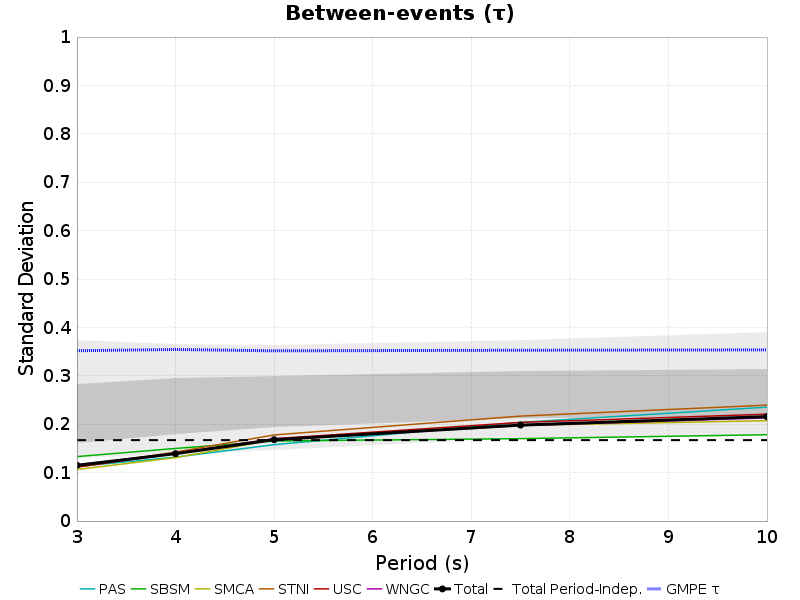 Between-events (τ)
1
0.9
0.8
0.7
0.6
0.5
0.4
0.3
0.2
0.1
0
Standard Deviation
3 4 5 6 7 8 9 10
Period (s)
PAS SBSM SMCA STNI USC WNGC Total Total Period-Indep. GMPE τ